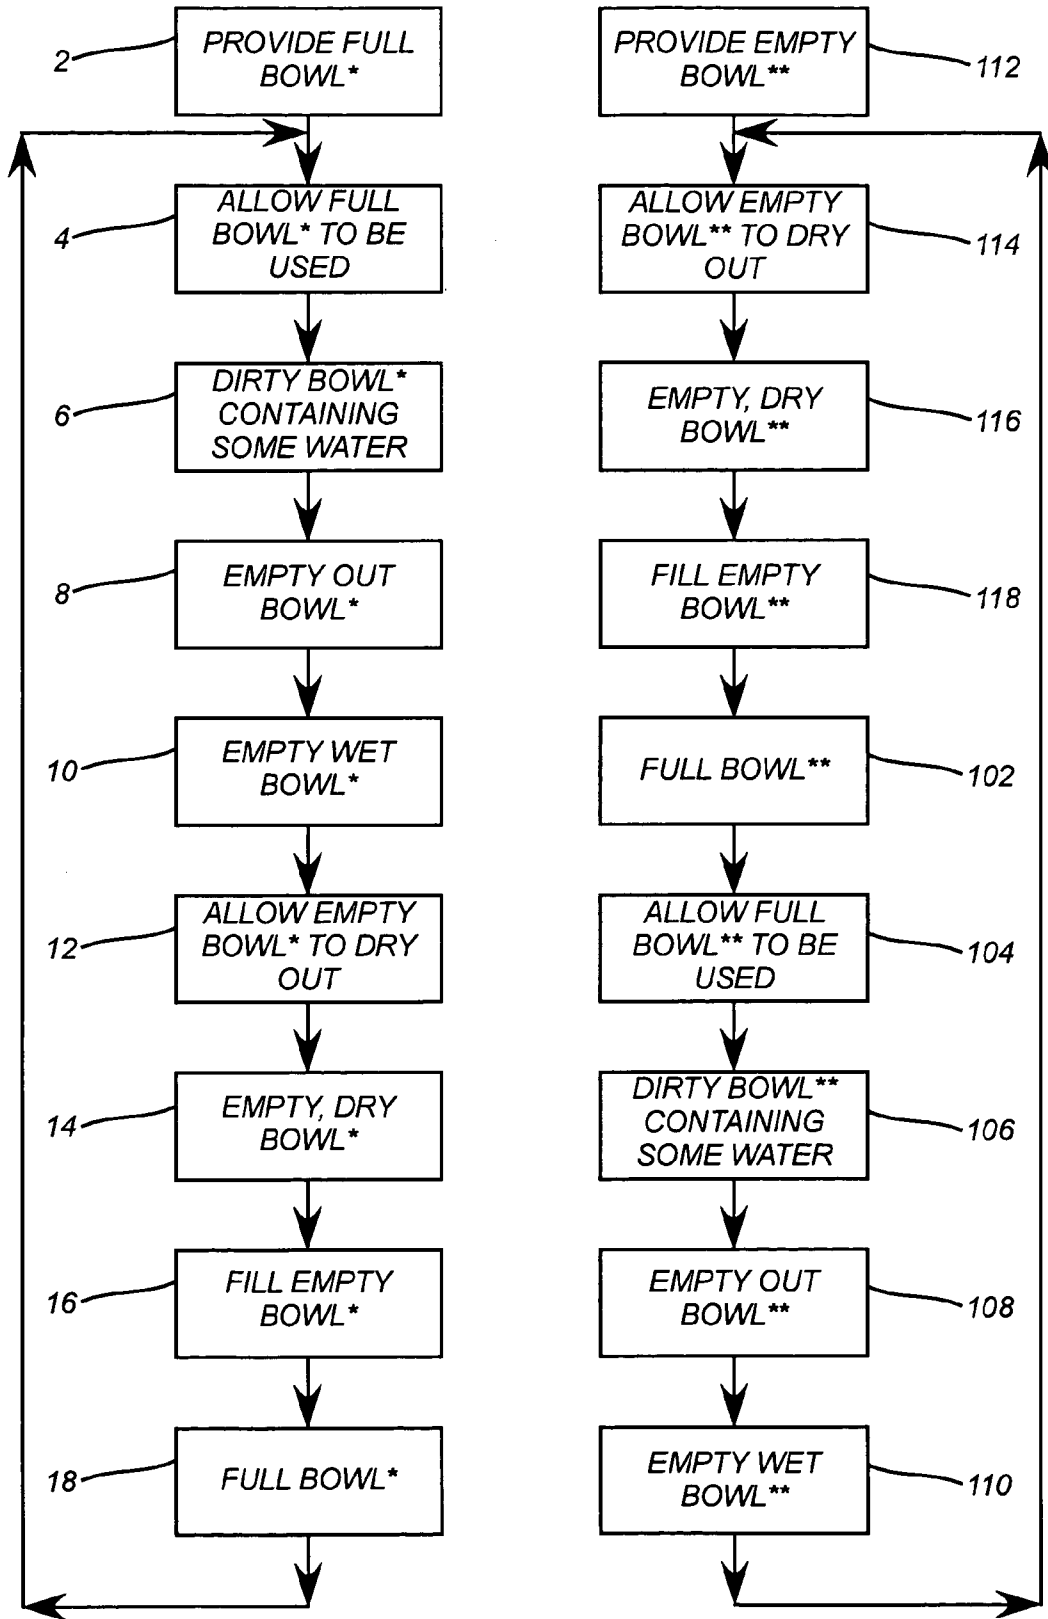 2
PROVIDE FULL
BOWL*
4
ALLOW FULL
BOWL* TO BE
USED
6
DIRTY BOWL*
CONTAINING
SOME WATER
8
EMPTY OUT
BOWL*
10
EMPTY WET
BOWL*
12
ALLOW EMPTY
BOWL* TO DRY
OUT
14
EMPTY, DRY
BOWL*
16
FILL EMPTY
BOWL*
18
FULL BOWL*
PROVIDE EMPTY
BOWL**
112
ALLOW EMPTY
BOWL** TO DRY
OUT
114
EMPTY, DRY
BOWL**
116
FILL EMPTY
BOWL**
118
FULL BOWL**
102
ALLOW FULL
BOWL** TO BE
USED
104
DIRTY BOWL**
CONTAINING
SOME WATER
106
EMPTY OUT
BOWL**
108
EMPTY WET
BOWL**
110